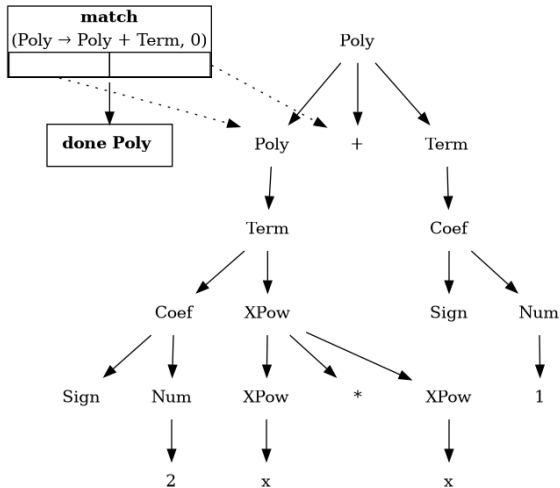 match
(Poly → Poly + Term, 0)
Poly
done Poly
Poly + Term
Term Coef
Coef XPow Sign Num
Sign Num XPow * XPow 1
2 x x